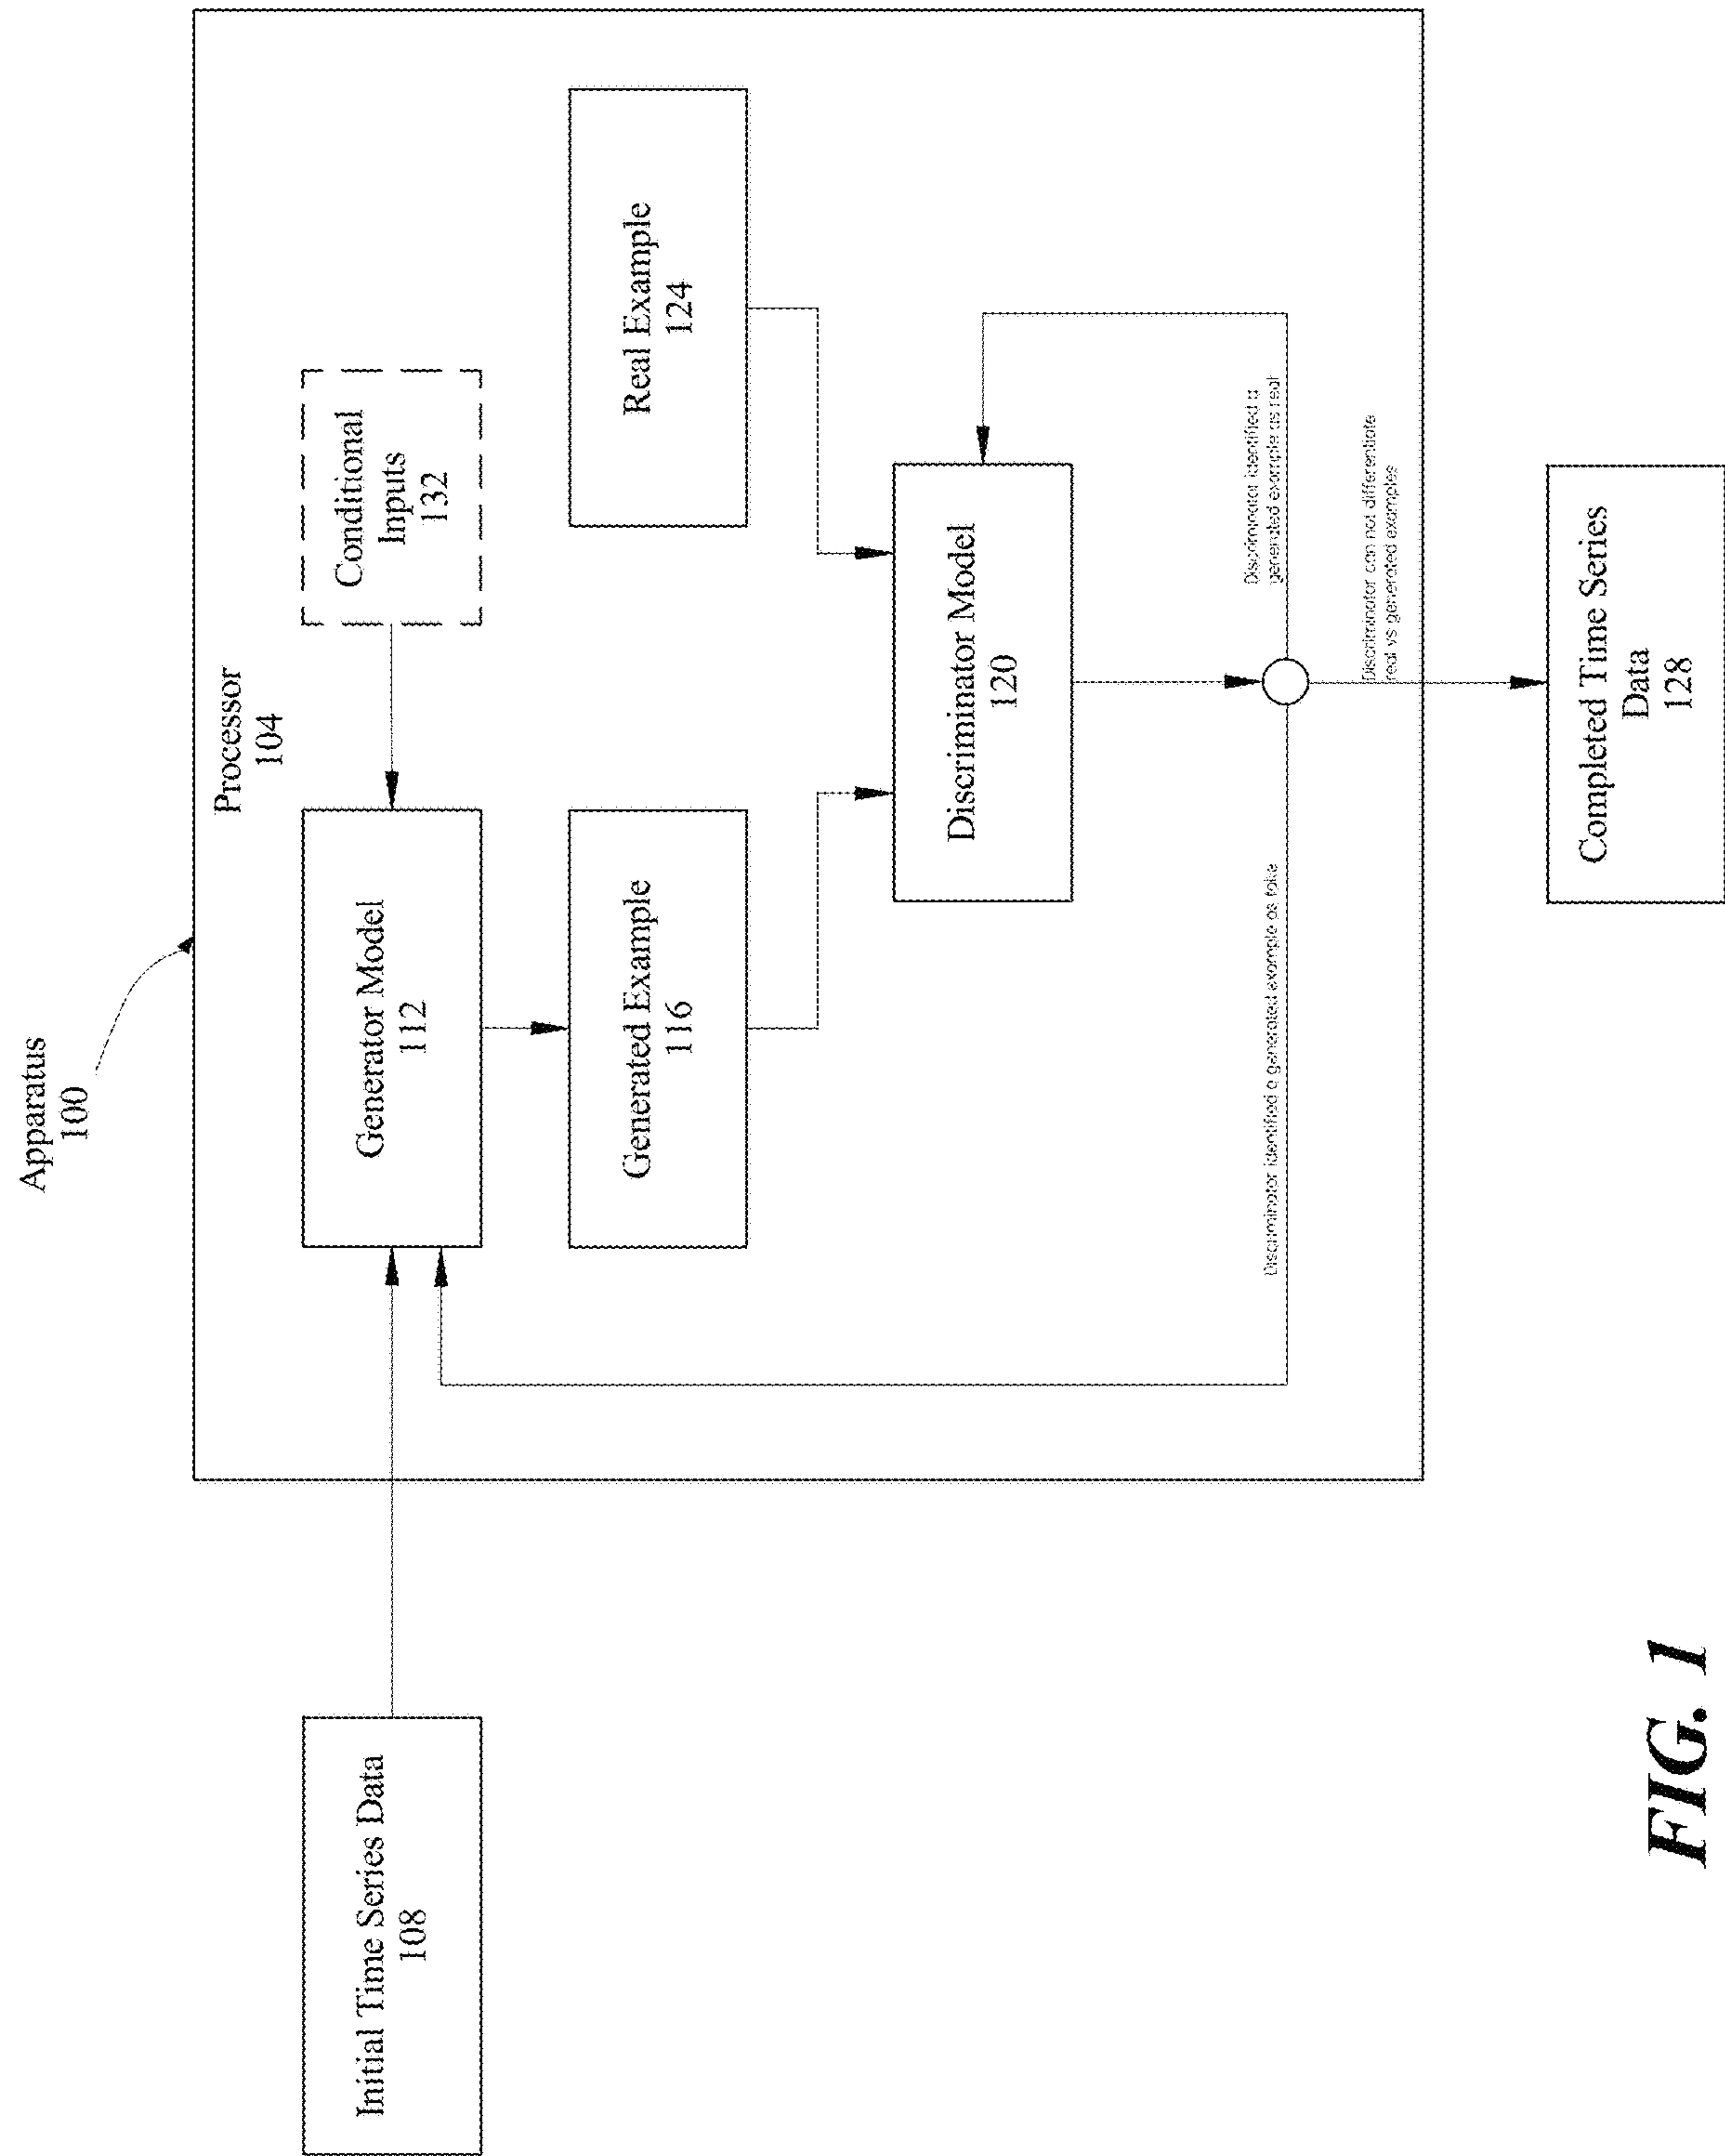 Apparatus
100
Processor
104
Initial Time Series Data
108
Generator Model
112
Conditional
Inputs
132
Generated Example
116
Real Example
124
Discriminator Model
120
Discriminator identified a generated example as fake
Discriminator identified a
generated example as real
Discriminator can not differentiate
real vs generated examples
Completed Time Series
Data
128
FIG. 1